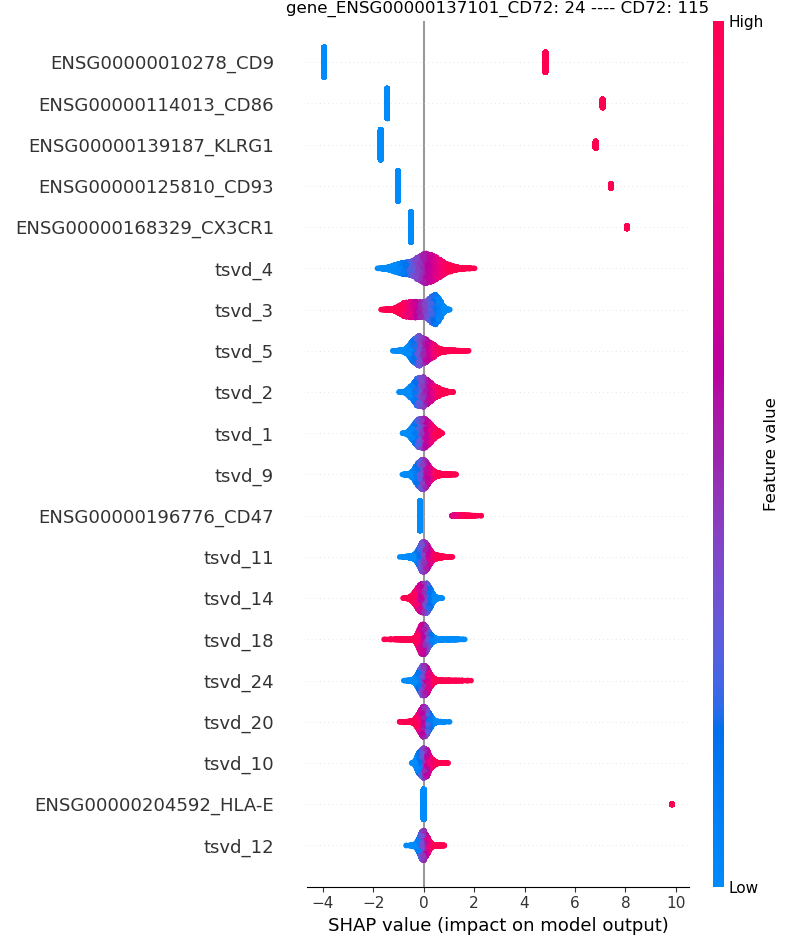 gene_ENSG00000137101_CD72: 24 ---- CD72: 115
High
ENSG00000010278_CD9
ENSG00000114013_CD86
ENSG00000139187_KLRG1
ENSG00000125810_CD93
ENSG00000168329_CX3CR1
tsvd_4
tsvd_3
tsvd_5
tsvd_2
tsvd_1
tsvd_9
ENSG00000196776_CD47
tsvd_11
tsvd_14
tsvd_18
tsvd_24
tsvd_20
tsvd_10
ENSG00000204592_HLA-E
tsvd_12
Feature value
Low
−4 −2 0 2 4 6 8 10
SHAP value (impact on model output)